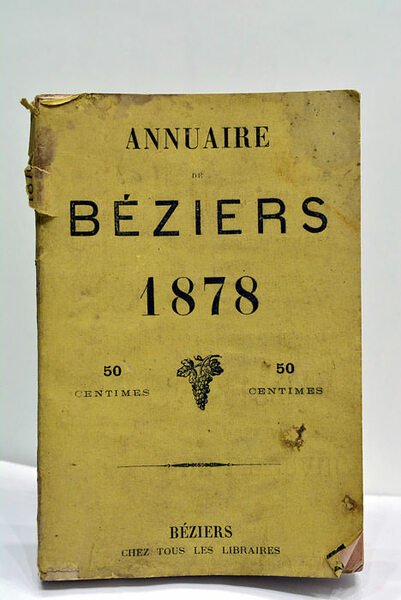 ANNUAIRE
DE
BÉZIERS
1878
50 50
CENTIMES CENTIMES
BÉZIERS
CHEZ TOUS LES LIBRAIRES